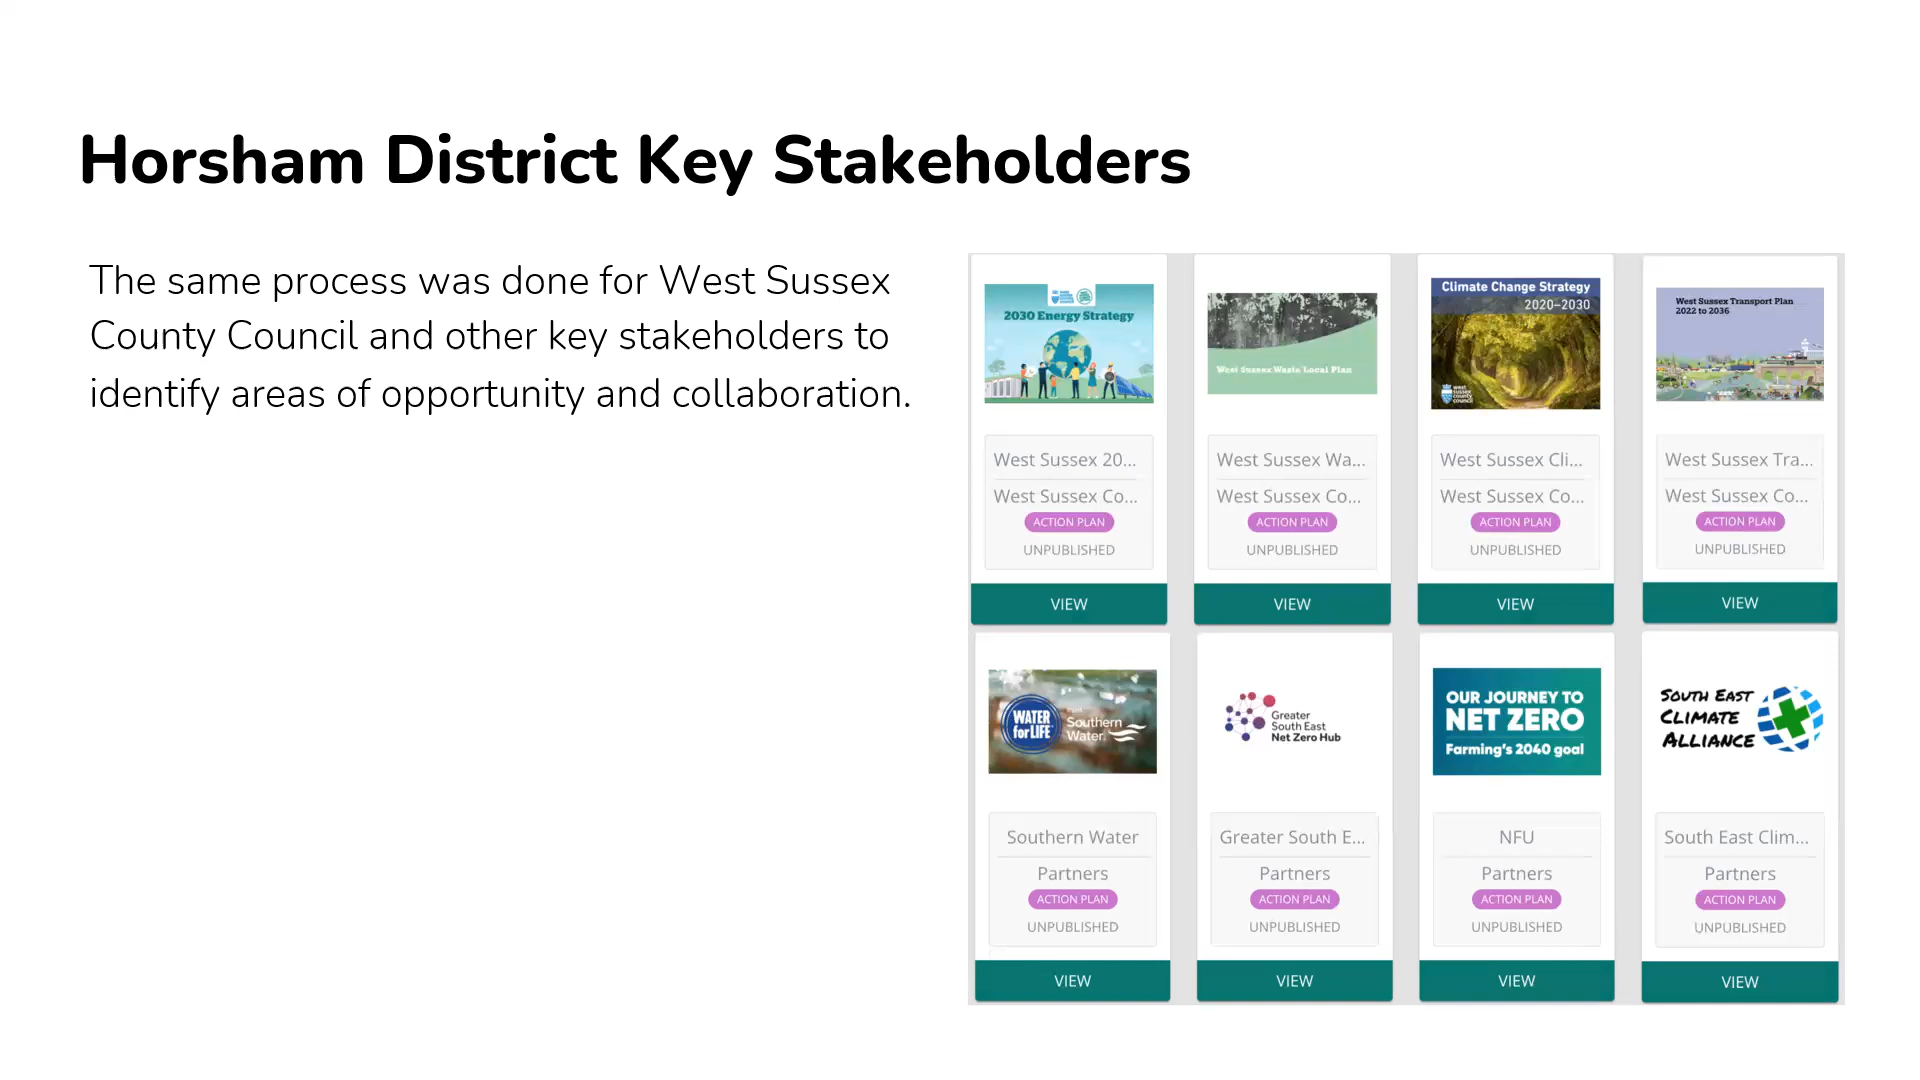 Horsham District Key Stakeholders
The same process was done for West Sussex
County Council and other key stakeholders to
identify areas of opportunity and collaboration.
2030 Energy Strategy
West Sussex 20...
West Sussex Co...
ACTION PLAN
UNPUBLISHED
VIEW
West Sussex Waste Local Plan
West Sussex Wa...
West Sussex Co...
ACTION PLAN
UNPUBLISHED
VIEW
Climate Change Strategy
2020–2030
west
sussex
county
council
West Sussex Cli...
West Sussex Co...
ACTION PLAN
UNPUBLISHED
VIEW
West Sussex Transport Plan
2022 to 2036
West Sussex Tra...
West Sussex Co...
ACTION PLAN
UNPUBLISHED
VIEW
WATER
for LIFE
Southern
Water
Southern Water
Partners
ACTION PLAN
UNPUBLISHED
VIEW
Greater
South East
Net Zero Hub
Greater South E...
Partners
ACTION PLAN
UNPUBLISHED
VIEW
OUR JOURNEY TO
NET ZERO
Farming's 2040 goal
NFU
Partners
ACTION PLAN
UNPUBLISHED
VIEW
South East
Climate
Alliance
South East Clim...
Partners
ACTION PLAN
UNPUBLISHED
VIEW